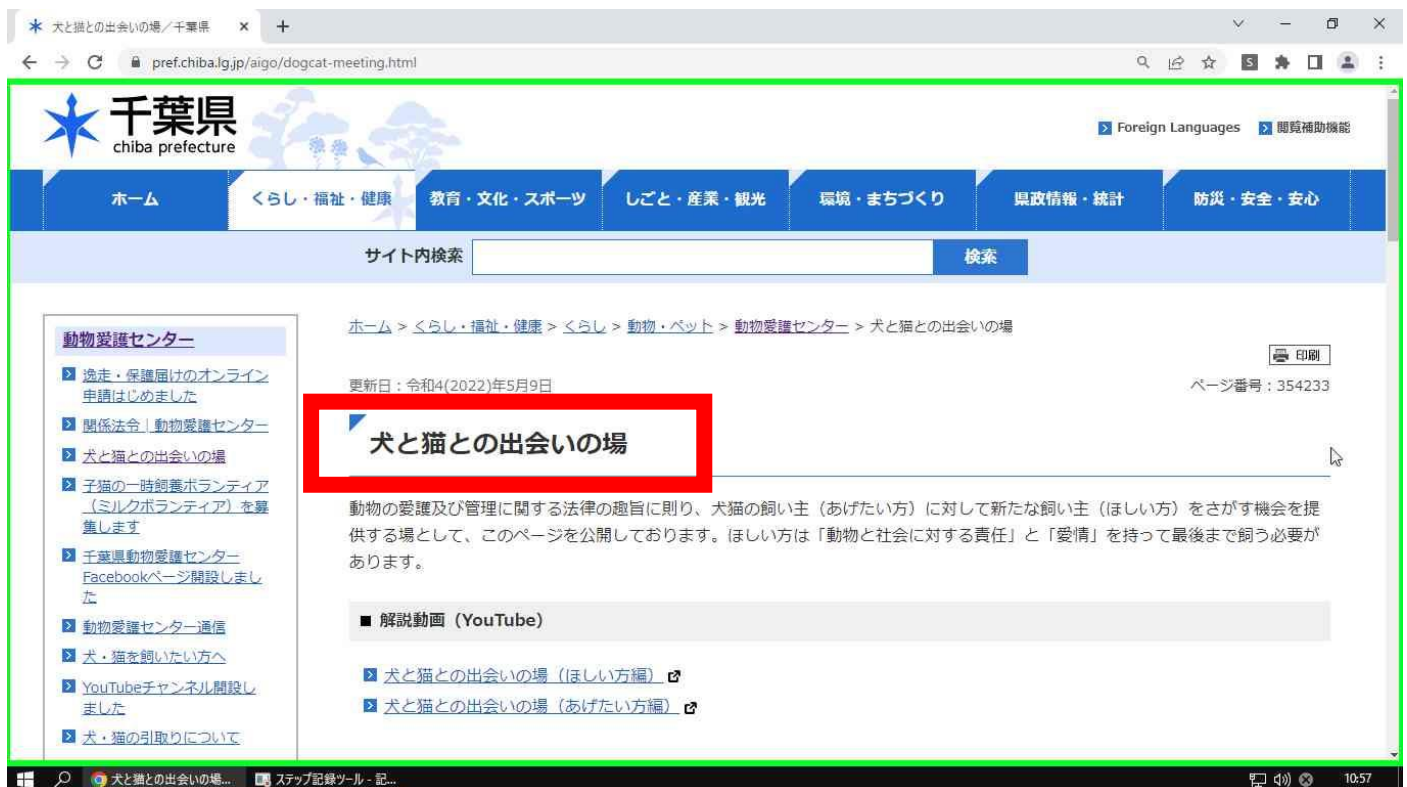 犬と猫との出会いの場／千葉県
pref.chiba.lg.jp/aigo/dogcat-meeting.html
S
千葉県
chiba prefecture
Foreign Languages
閲覧補助機能
ホーム
くらし・福祉・健康
教育・文化・スポーツ
しごと・産業・観光
環境・まちづくり
県政情報・統計
防災・安全・安心
サイト内検索
検索
動物愛護センター
逸走・保護届けのオンライン
申請はじめました
関係法令｜動物愛護センター
犬と猫との出会いの場
子猫の一時飼養ボランティア
（ミルクボランティア）を募
集します
千葉県動物愛護センター
Facebookページ開設しまし
た
動物愛護センター通信
犬・猫を飼いたい方へ
YouTubeチャンネル開設し
ました
犬・猫の引取りについて
ホーム > くらし・福祉・健康 > くらし > 動物・ペット > 動物愛護センター > 犬と猫との出会いの場
印刷
更新日：令和4(2022)年5月9日
ページ番号：354233
犬と猫との出会いの場
動物の愛護及び管理に関する法律の趣旨に則り、犬猫の飼い主（あげたい方）に対して新たな飼い主（ほしい方）をさがす機会を提
供する場として、このページを公開しております。ほしい方は「動物と社会に対する責任」と「愛情」を持って最後まで飼う必要が
あります。
■ 解説動画（YouTube）
犬と猫との出会いの場（ほしい方編）
犬と猫との出会いの場（あげたい方編）
犬と猫との出会いの場...
ステップ記録ツール - 記...
10:57